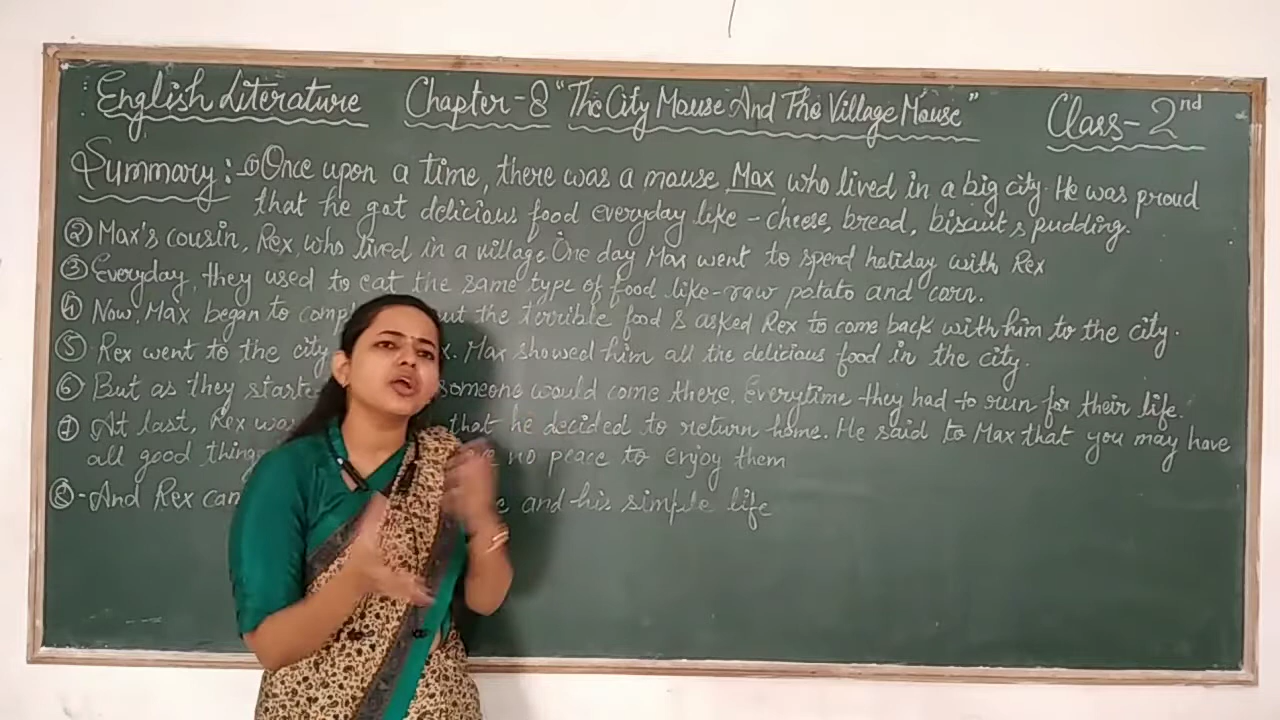 English Literature Chapter-8 "The City Mouse And The Village Mouse" Class-2nd
Summary:- ① Once upon a time, there was a mouse Max, who lived in a big city. He was proud
that he got delicious food everyday like - cheese, bread, biscuit & pudding.
② Max's cousin, Rex, who lived in a village. One day Max went to spend holiday with Rex
③ Everyday, they used to eat the same type of food like-raw potato and corn.
④ Now. Max began to comp ut the terrible food & asked Rex to come back with him to the city.
⑤ Rex went to the city x. Max showed him all the delicious food in the city.
⑥ But as they starte someone would come there. Everytime they had to run for their life.
⑦ At last, Rex was that he decided to return home. He said to Max that you may have
all good thing no peace to enjoy them
⑧ - And Rex cam and his simple life